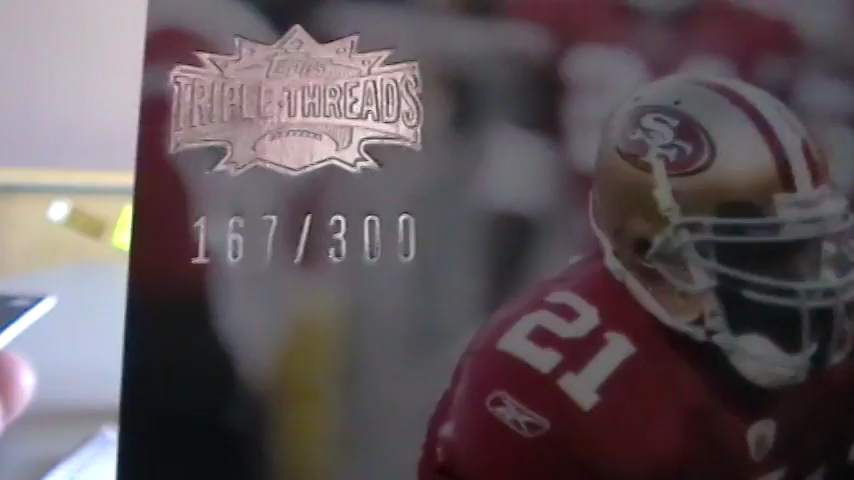 Topps
TRIPLE THREADS
167/300
SF
21